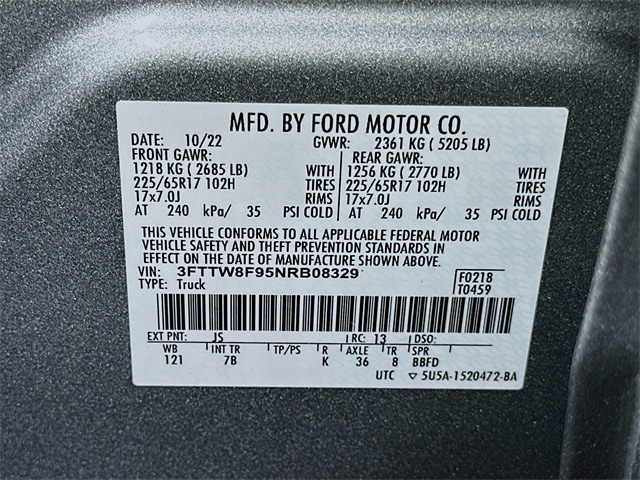 MFD. BY FORD MOTOR CO.
DATE: 10/22 GVWR: 2361 KG ( 5205 LB)
FRONT GAWR: REAR GAWR:
1218 KG ( 2685 LB) WITH 1256 KG ( 2770 LB) WITH
225/65R17 102H TIRES 225/65R17 102H TIRES
17x7.0J RIMS 17x7.0J RIMS
AT 240 kPa/ 35 PSI COLD AT 240 kPa/ 35 PSI COLD
THIS VEHICLE CONFORMS TO ALL APPLICABLE FEDERAL MOTOR
VEHICLE SAFETY AND THEFT PREVENTION STANDARDS IN
EFFECT ON THE DATE OF MANUFACTURE SHOWN ABOVE.
VIN: 3FTTW8F95NRB08329 F0218
TYPE: Truck T0459
EXT PNT: JS RC: 13 DSO:
WB INT TR TP/PS R AXLE TR SPR
121 7B K 36 8 BBFD
UTC ▽ 5U5A-1520472-BA